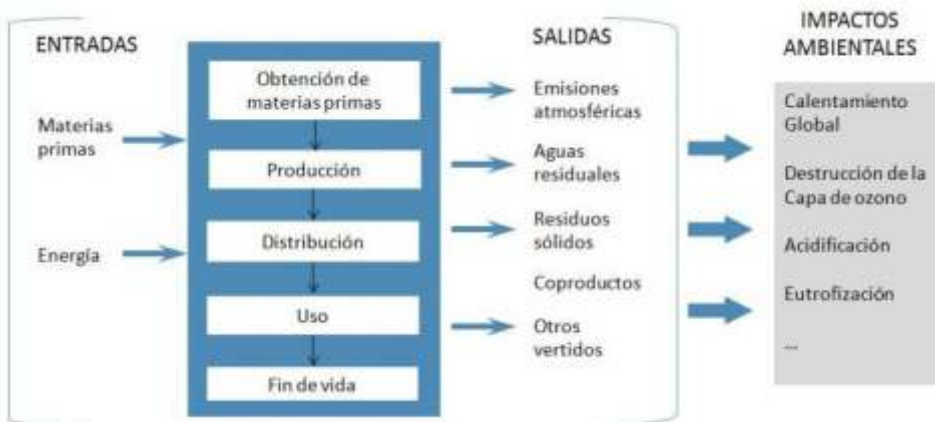 ENTRADAS
Materias
primas
Energía
Obtención de
materias primas
Producción
Distribución
Uso
Fin de vida
SALIDAS
Emisiones
atmosféricas
Aguas
residuales
Residuos
sólidos
Coproductos
Otros
vertidos
IMPACTOS
AMBIENTALES
Calentamiento
Global
Destrucción de la
Capa de ozono
Acidificación
Eutrofización
...